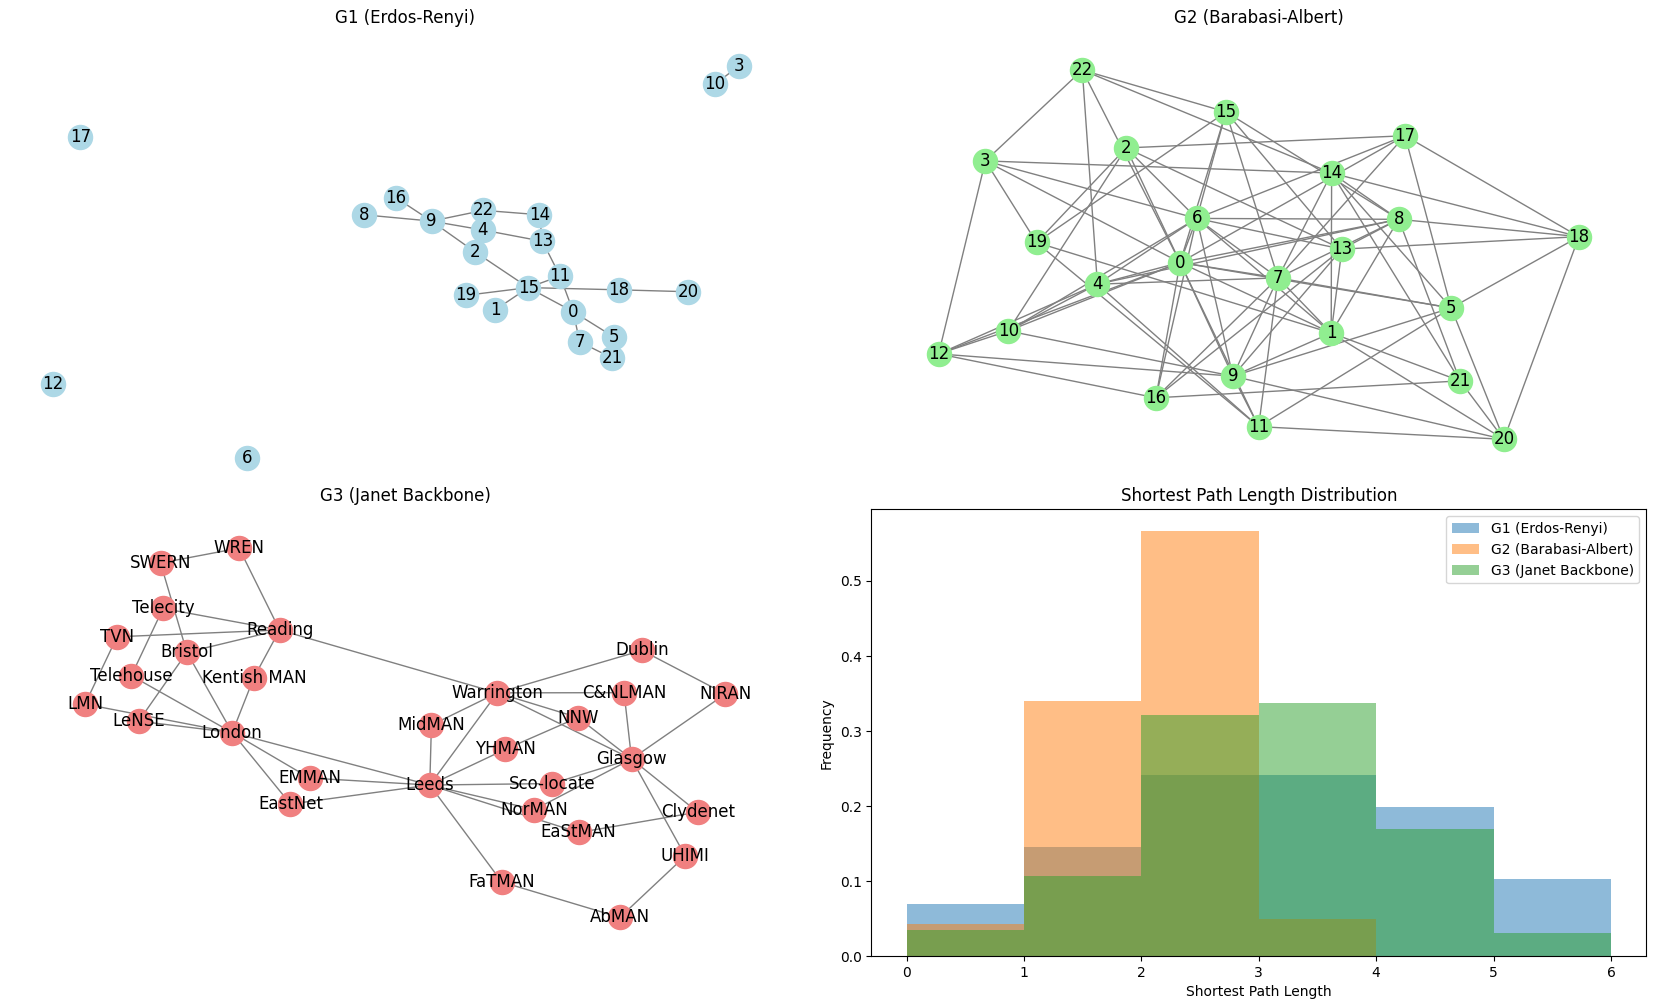 G1 (Erdos-Renyi)
3
10
17
16
8
9
22
14
4
13
2
11
15
19
18
20
1
0
5
7
21
12
6
G2 (Barabasi-Albert)
22
15
17
2
3
14
6
8
18
19
13
0
7
4
5
10
1
12
9
21
16
11
20
G3 (Janet Backbone)
WREN
SWERN
Telecity
Reading
TVN
Bristol
Dublin
Telehouse
Kentish MAN
Warrington
C&NLMAN
NIRAN
LMN
LeNSE
London
MidMAN
NNW
YHMAN
Glasgow
EMMAN
Leeds
Sco-locate
EastNet
NorMAN
Clydenet
EaStMAN
UHIMI
FaTMAN
AbMAN
Shortest Path Length Distribution
G1 (Erdos-Renyi)
G2 (Barabasi-Albert)
G3 (Janet Backbone)
Frequency
0.5
0.4
0.3
0.2
0.1
0.0
0 1 2 3 4 5 6
Shortest Path Length